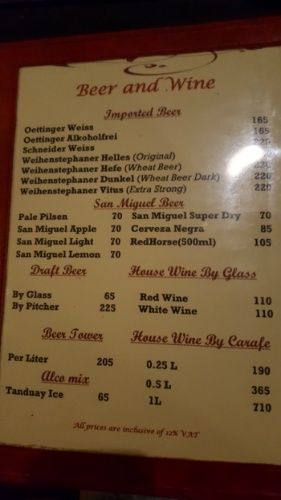 Beer and Wine
Imported Beer
Oettinger Weiss 165
Oettinger Alkoholfrei 165
Schneider Weiss
Weihenstephaner Helles (Original) 220
Weihenstephaner Hefe (Wheat Beer) 220
Weihenstephaner Dunkel (Wheat Beer Dark) 220
Weihenstephaner Vitus (Extra Strong) 220
San Miguel Beer
Pale Pilsen 70 San Miguel Super Dry 70
San Miguel Apple 70 Cerveza Negra 85
San Miguel Light 70 RedHorse(500ml) 105
San Miguel Lemon 70
Draft Beer House Wine By Glass
By Glass 65 Red Wine 110
By Pitcher 225 White Wine 110
Beer Tower House Wine By Carafe
Per Liter 205 0.25 L 190
Alco mix 0.5 L 365
Tanduay Ice 65 1L 710
All prices are inclusive of 12% VAT